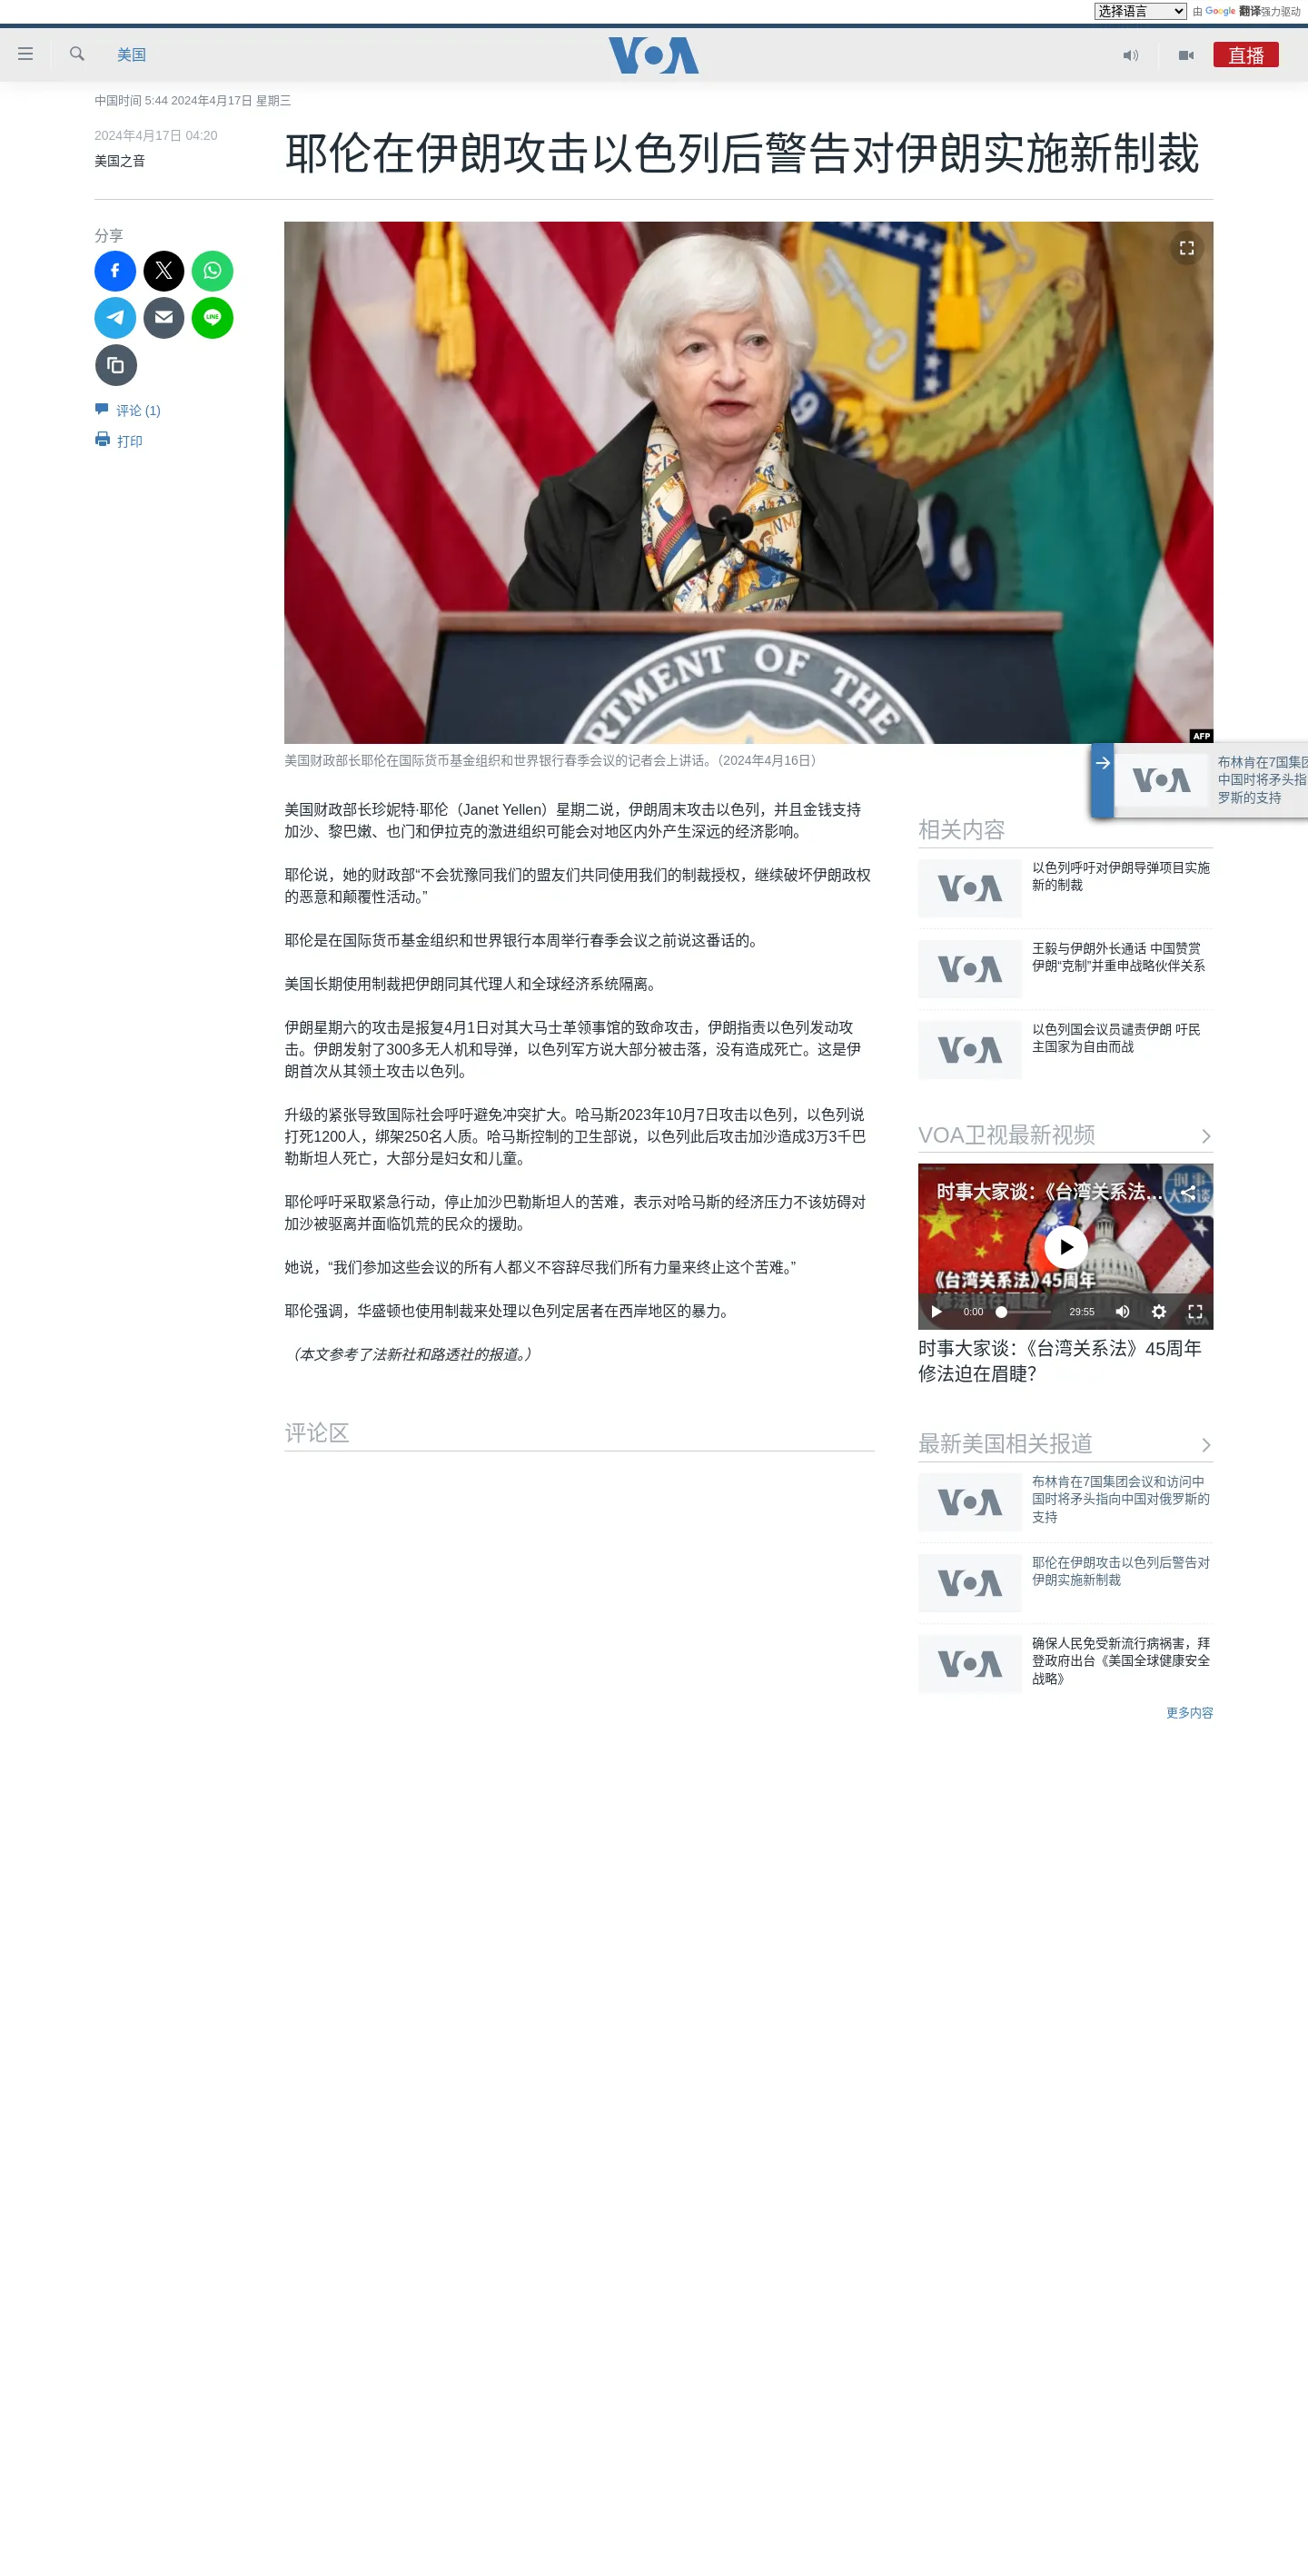 选择语言
由 Google 翻译强力驱动
美国
VOA
直播
中国时间 5:44 2024年4月17日 星期三
2024年4月17日 04:20
美国之音
耶伦在伊朗攻击以色列后警告对伊朗实施新制裁
分享
LINE
评论 (1)
打印
DEPARTMENT OF THE
AFP
美国财政部长耶伦在国际货币基金组织和世界银行春季会议的记者会上讲话。（2024年4月16日）
VOA
布林肯在7国集团
中国时将矛头指
罗斯的支持
美国财政部长珍妮特·耶伦（Janet Yellen）星期二说，伊朗周末攻击以色列，并且金钱支持
加沙、黎巴嫩、也门和伊拉克的激进组织可能会对地区内外产生深远的经济影响。
耶伦说，她的财政部“不会犹豫同我们的盟友们共同使用我们的制裁授权，继续破坏伊朗政权
的恶意和颠覆性活动。”
耶伦是在国际货币基金组织和世界银行本周举行春季会议之前说这番话的。
美国长期使用制裁把伊朗同其代理人和全球经济系统隔离。
伊朗星期六的攻击是报复4月1日对其大马士革领事馆的致命攻击，伊朗指责以色列发动攻
击。伊朗发射了300多无人机和导弹，以色列军方说大部分被击落，没有造成死亡。这是伊
朗首次从其领土攻击以色列。
升级的紧张导致国际社会呼吁避免冲突扩大。哈马斯2023年10月7日攻击以色列，以色列说
打死1200人，绑架250名人质。哈马斯控制的卫生部说，以色列此后攻击加沙造成3万3千巴
勒斯坦人死亡，大部分是妇女和儿童。
耶伦呼吁采取紧急行动，停止加沙巴勒斯坦人的苦难，表示对哈马斯的经济压力不该妨碍对
加沙被驱离并面临饥荒的民众的援助。
她说，“我们参加这些会议的所有人都义不容辞尽我们所有力量来终止这个苦难。”
耶伦强调，华盛顿也使用制裁来处理以色列定居者在西岸地区的暴力。
（本文参考了法新社和路透社的报道。）
评论区
相关内容
VOA
以色列呼吁对伊朗导弹项目实施
新的制裁
VOA
王毅与伊朗外长通话 中国赞赏
伊朗“克制”并重申战略伙伴关系
VOA
以色列国会议员谴责伊朗 吁民
主国家为自由而战
VOA卫视最新视频
时事大家谈：《台湾关系法…
时事
大家谈
《台湾关系法》45周年
修法迫在眉睫？
0:00
29:55
VOA
时事大家谈：《台湾关系法》45周年
修法迫在眉睫？
最新美国相关报道
VOA
布林肯在7国集团会议和访问中
国时将矛头指向中国对俄罗斯的
支持
VOA
耶伦在伊朗攻击以色列后警告对
伊朗实施新制裁
VOA
确保人民免受新流行病祸害，拜
登政府出台《美国全球健康安全
战略》
更多内容